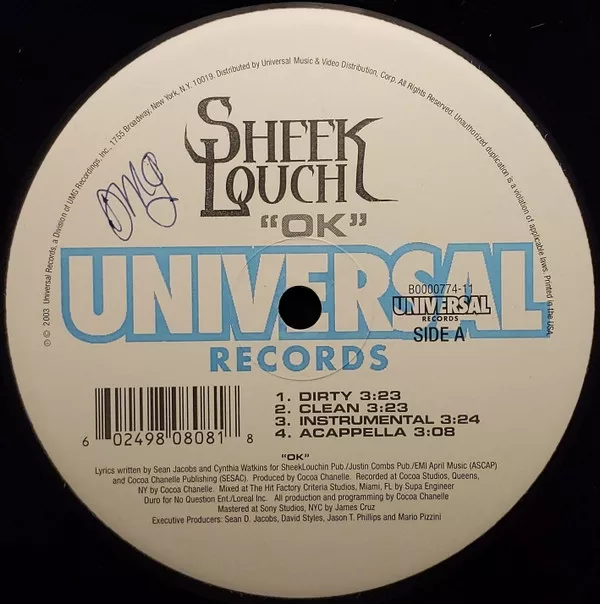 ℗ © 2003 Universal Records, a Division of UMG Recordings, Inc., 1755 Broadway, New York, N.Y. 10019. Distributed by Universal Music & Video Distribution, Corp. All Rights Reserved. Unauthorized duplication is a violation of applicable laws. Printed in the USA.
SHEEK
LOUCH
OMG
"OK"
UNIVERSAL
RECORDS
B0000774-11
UNIVERSAL
RECORDS
SIDE A
1. DIRTY 3:23
2. CLEAN 3:23
3. INSTRUMENTAL 3:24
4. ACAPPELLA 3:08
6 02498 08081 8
"OK"
Lyrics written by Sean Jacobs and Cynthia Watkins for SheekLouchin Pub./Justin Combs Pub./EMI April Music (ASCAP)
and Cocoa Chanelle Publishing (SESAC). Produced by Cocoa Chanelle. Recorded at Cocoa Studios, Queens,
NY by Cocoa Chanelle. Mixed at The Hit Factory Criteria Studios, Miami, FL by Supa Engineer
Duro for No Question Ent./Loreal Inc. All production and programming by Cocoa Chanelle
Mastered at Sony Studios, NYC by James Cruz
Executive Producers: Sean D. Jacobs, David Styles, Jason T. Phillips and Mario Pizzini